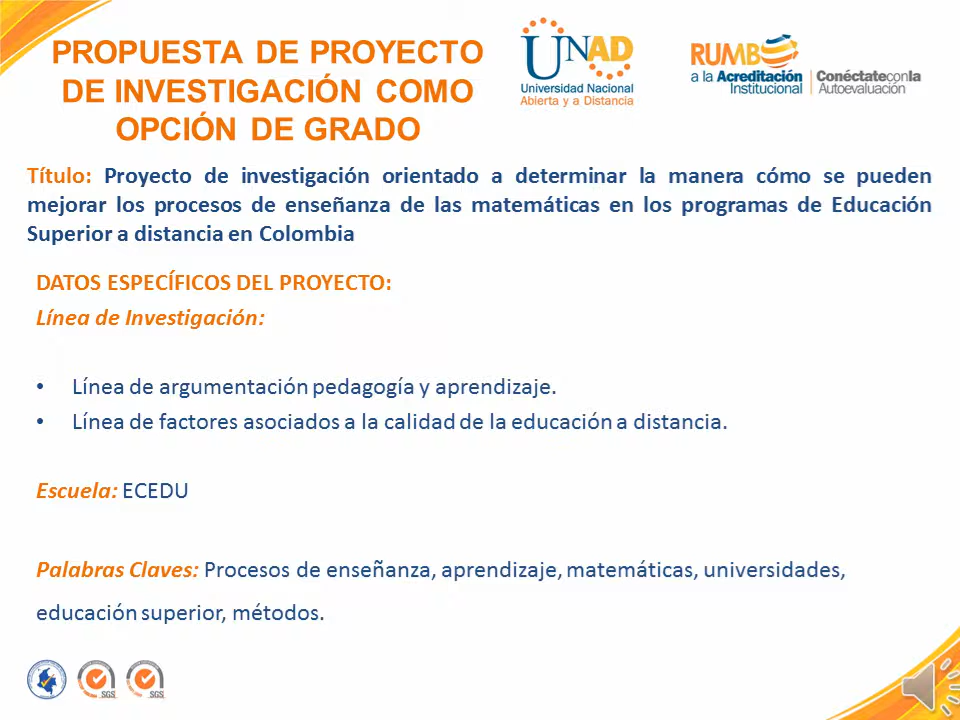 PROPUESTA DE PROYECTO
DE INVESTIGACIÓN COMO
OPCIÓN DE GRADO
UNAD
Universidad Nacional
Abierta y a Distancia
RUMBO
a la Acreditación
Institucional
Conéctateconla
Autoevaluación
Título: Proyecto de investigación orientado a determinar la manera cómo se pueden
mejorar los procesos de enseñanza de las matemáticas en los programas de Educación
Superior a distancia en Colombia
DATOS ESPECÍFICOS DEL PROYECTO:
Línea de Investigación:
• Línea de argumentación pedagogía y aprendizaje.
• Línea de factores asociados a la calidad de la educación a distancia.
Escuela: ECEDU
Palabras Claves: Procesos de enseñanza, aprendizaje, matemáticas, universidades,
educación superior, métodos.
SGS
SGS